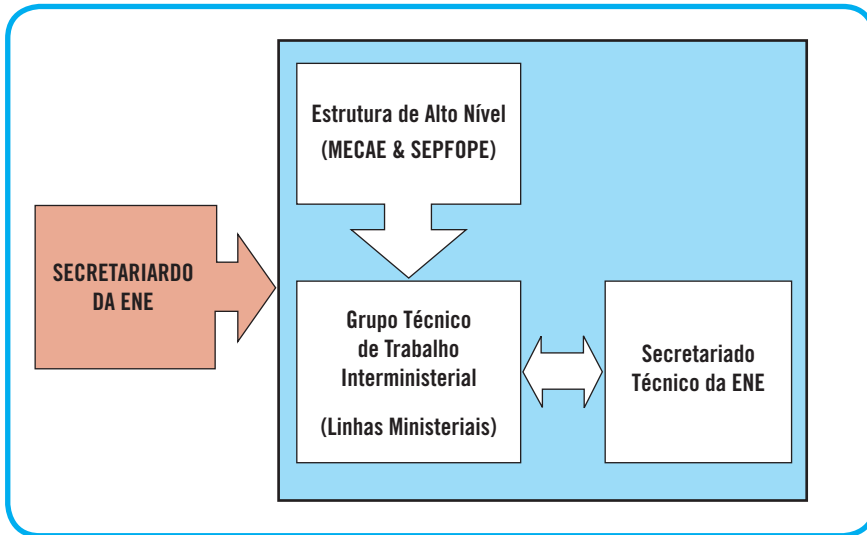 Estrutura de Alto Nível
(MECAE & SEPFOPE)
SECRETARIARDO
DA ENE
Grupo Técnico
de Trabalho
Interministerial
(Linhas Ministeriais)
Secretariado
Técnico da ENE